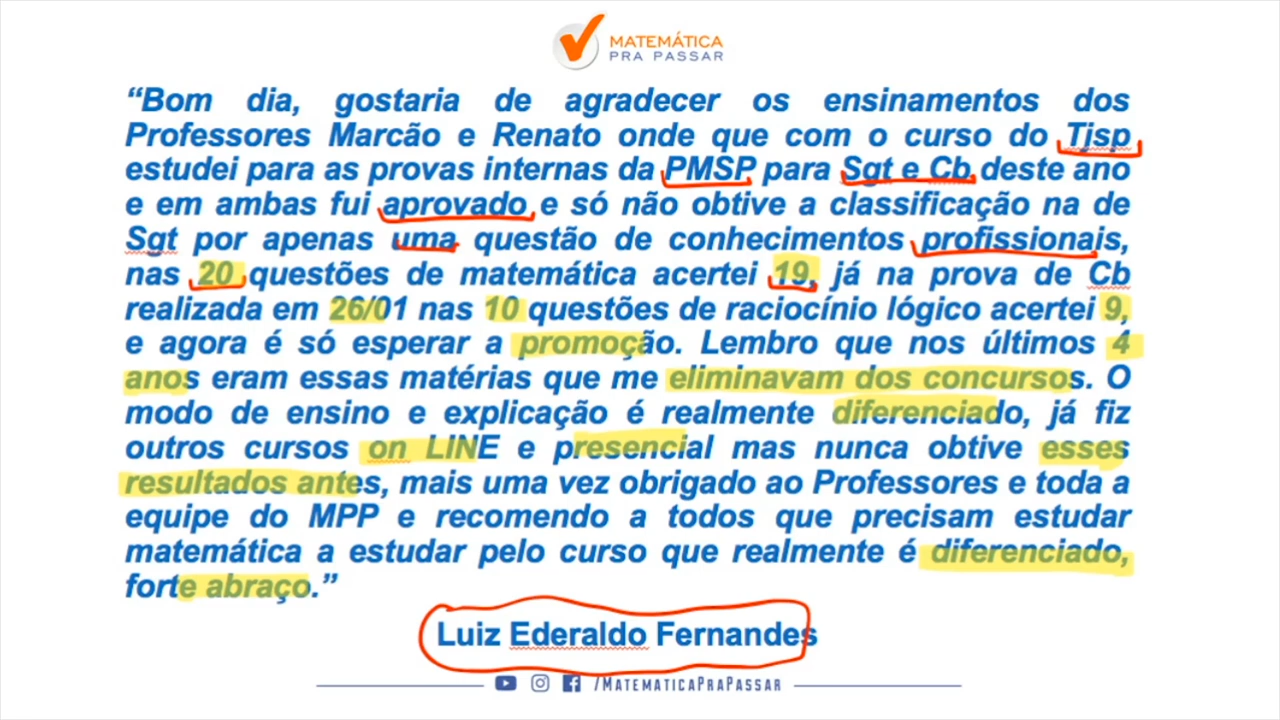 MATEMÁTICA
PRA PASSAR
“Bom dia, gostaria de agradecer os ensinamentos dos
Professores Marcão e Renato onde que com o curso do Tjsp
estudei para as provas internas da PMSP para Sgt e Cb deste ano
e em ambas fui aprovado e só não obtive a classificação na de
Sgt por apenas uma questão de conhecimentos profissionais,
nas 20 questões de matemática acertei 19, já na prova de Cb
realizada em 26/01 nas 10 questões de raciocínio lógico acertei 9,
e agora é só esperar a promoção. Lembro que nos últimos 4
anos eram essas matérias que me eliminavam dos concursos. O
modo de ensino e explicação é realmente diferenciado, já fiz
outros cursos on LINE e presencial mas nunca obtive esses
resultados antes, mais uma vez obrigado ao Professores e toda a
equipe do MPP e recomendo a todos que precisam estudar
matemática a estudar pelo curso que realmente é diferenciado,
forte abraço.”
Luiz Ederaldo Fernandes
/MATEMATICAPRAPASSAR